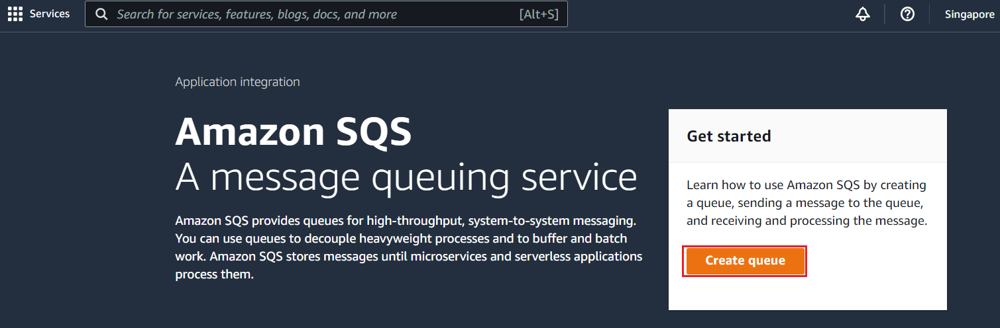 Services
Search for services, features, blogs, docs, and more
[Alt+S]
Singapore
Application integration
Amazon SQS
A message queuing service
Amazon SQS provides queues for high-throughput, system-to-system messaging.
You can use queues to decouple heavyweight processes and to buffer and batch
work. Amazon SQS stores messages until microservices and serverless applications
process them.
Get started
Learn how to use Amazon SQS by creating
a queue, sending a message to the queue,
and receiving and processing the message.
Create queue